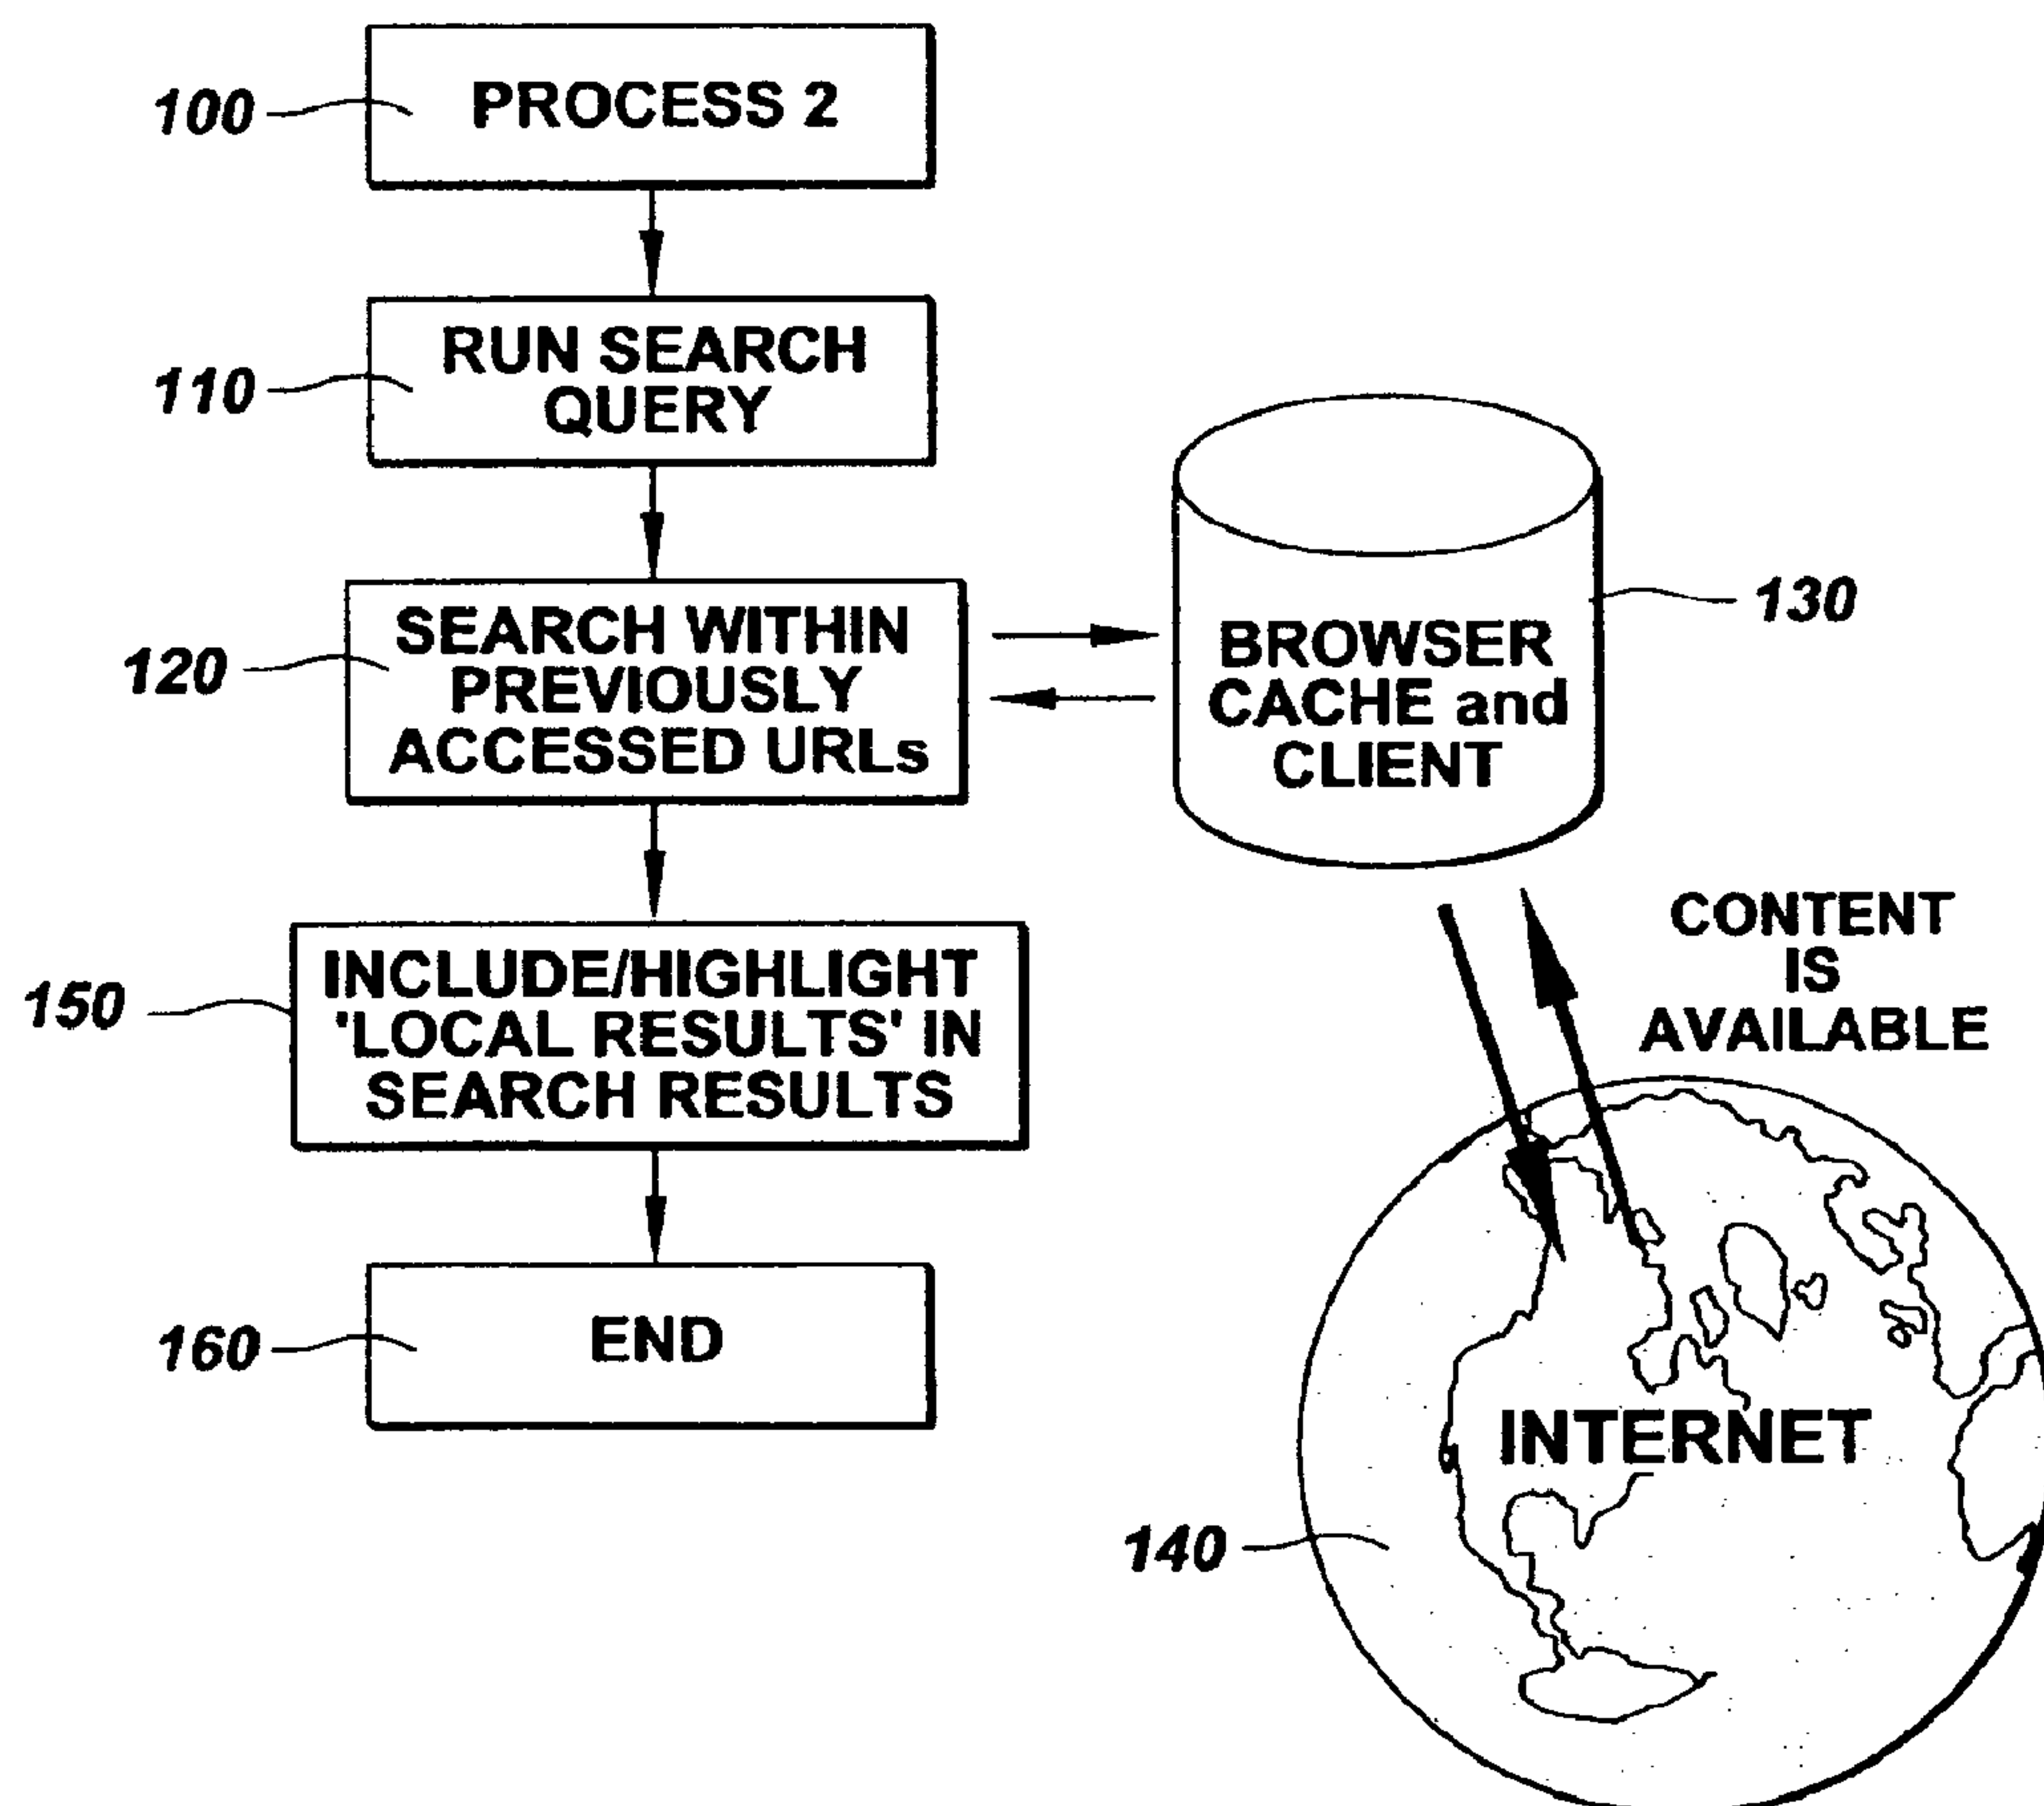 100
PROCESS 2
110
RUN SEARCH
QUERY
120
SEARCH WITHIN
PREVIOUSLY
ACCESSED URLs
130
BROWSER
CACHE and
CLIENT
CONTENT
IS
AVAILABLE
150
INCLUDE/HIGHLIGHT
'LOCAL RESULTS' IN
SEARCH RESULTS
160
END
INTERNET
140